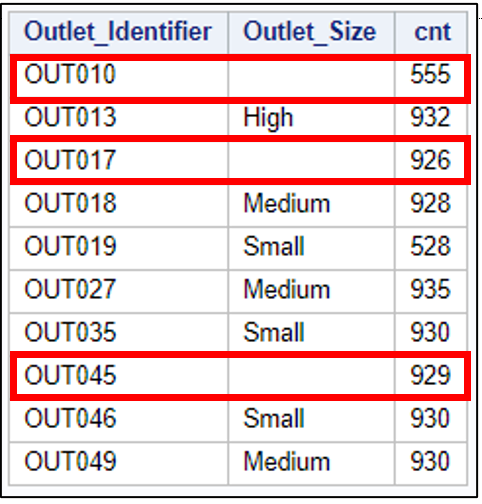 Outlet_Identifier Outlet_Size cnt
OUT010 555
OUT013 High 932
OUT017 926
OUT018 Medium 928
OUT019 Small 528
OUT027 Medium 935
OUT035 Small 930
OUT045 929
OUT046 Small 930
OUT049 Medium 930